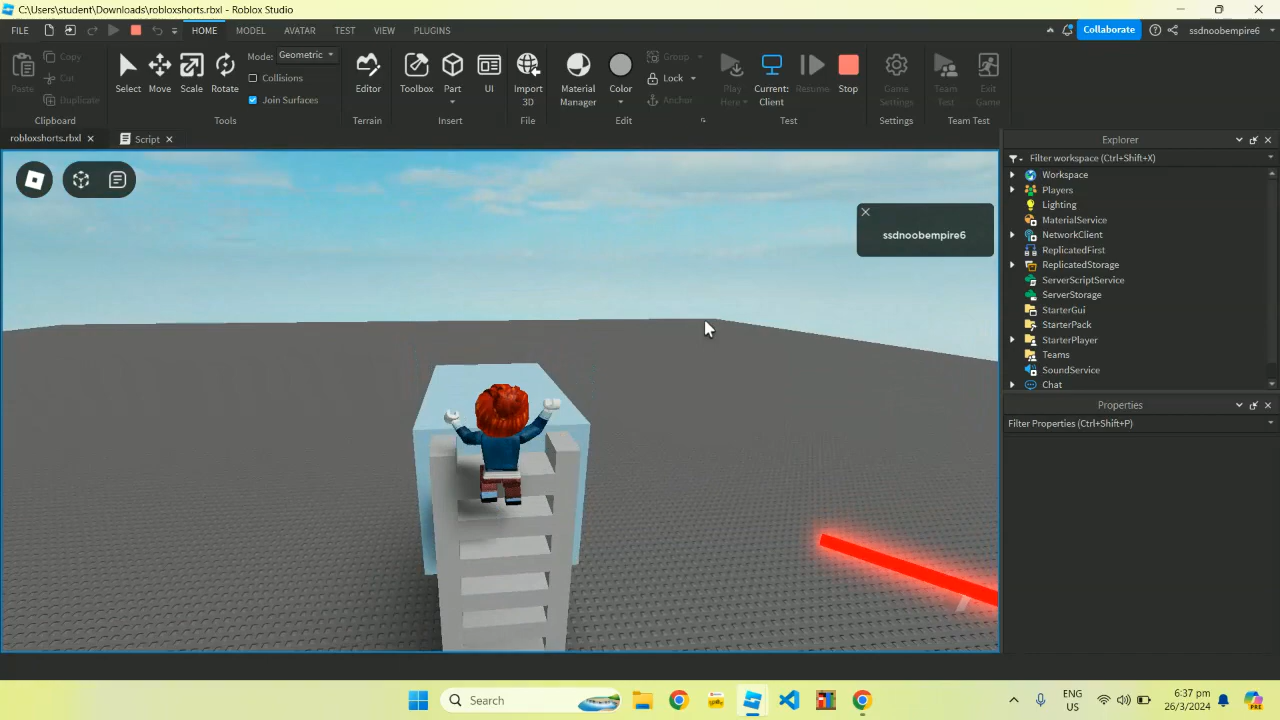 C:\Users\student\Downloads\robloxshorts.rbxl - Roblox Studio
FILE HOME MODEL AVATAR TEST VIEW PLUGINS Collaborate ssdnoobempire6
Paste Copy Cut Duplicate
Select Move Scale Rotate
Mode: Geometric
Collisions
Join Surfaces
Editor Toolbox Part UI Import 3D Material Manager Color
Group
Lock
Anchor
Play Here Current: Client Resume Stop Game Settings Team Test Exit Game
Clipboard Tools Terrain Insert File Edit Test Settings Team Test
robloxshorts.rbxl Script
ssdnoobempire6
Explorer
Filter workspace (Ctrl+Shift+X)
Workspace
Players
Lighting
MaterialService
NetworkClient
ReplicatedFirst
ReplicatedStorage
ServerScriptService
ServerStorage
StarterGui
StarterPack
StarterPlayer
Teams
SoundService
Chat
Properties
Filter Properties (Ctrl+Shift+P)
Search
ENG
US
6:37 pm
26/3/2024
PRE